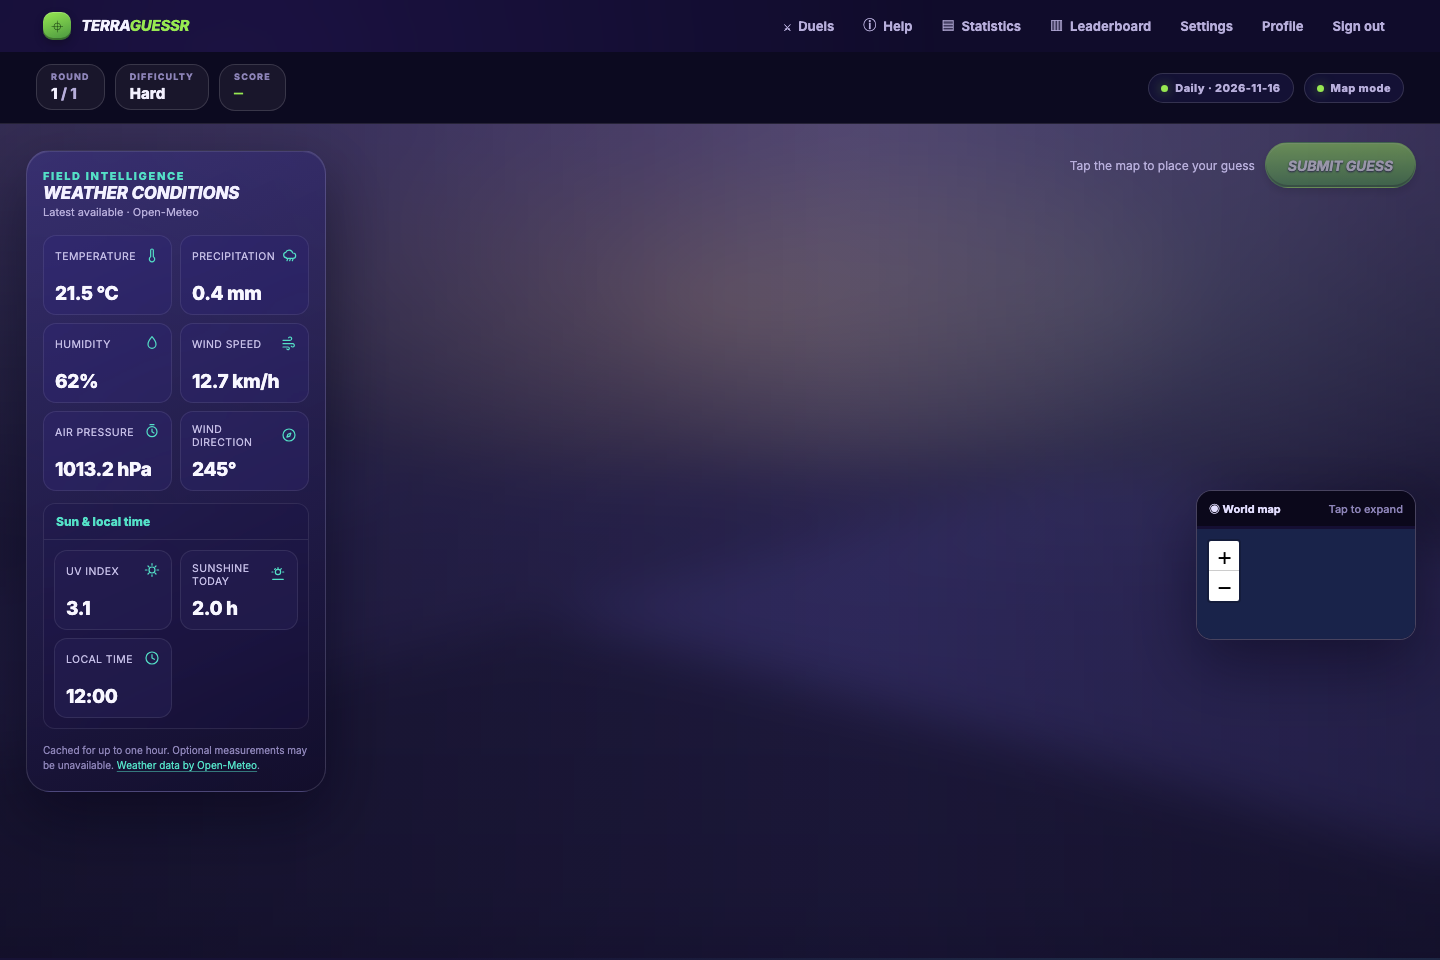 TERRAGUESSR
Duels
Help
Statistics
Leaderboard
Settings
Profile
Sign out
ROUND
1 / 1
DIFFICULTY
Hard
SCORE
–
Daily · 2026-11-16
Map mode
Tap the map to place your guess
SUBMIT GUESS
FIELD INTELLIGENCE
WEATHER CONDITIONS
Latest available · Open-Meteo
TEMPERATURE
21.5 °C
PRECIPITATION
0.4 mm
HUMIDITY
62%
WIND SPEED
12.7 km/h
AIR PRESSURE
1013.2 hPa
WIND
DIRECTION
245°
Sun & local time
UV INDEX
3.1
SUNSHINE
TODAY
2.0 h
LOCAL TIME
12:00
Cached for up to one hour. Optional measurements may
be unavailable. Weather data by Open-Meteo.
World map
Tap to expand
+
−